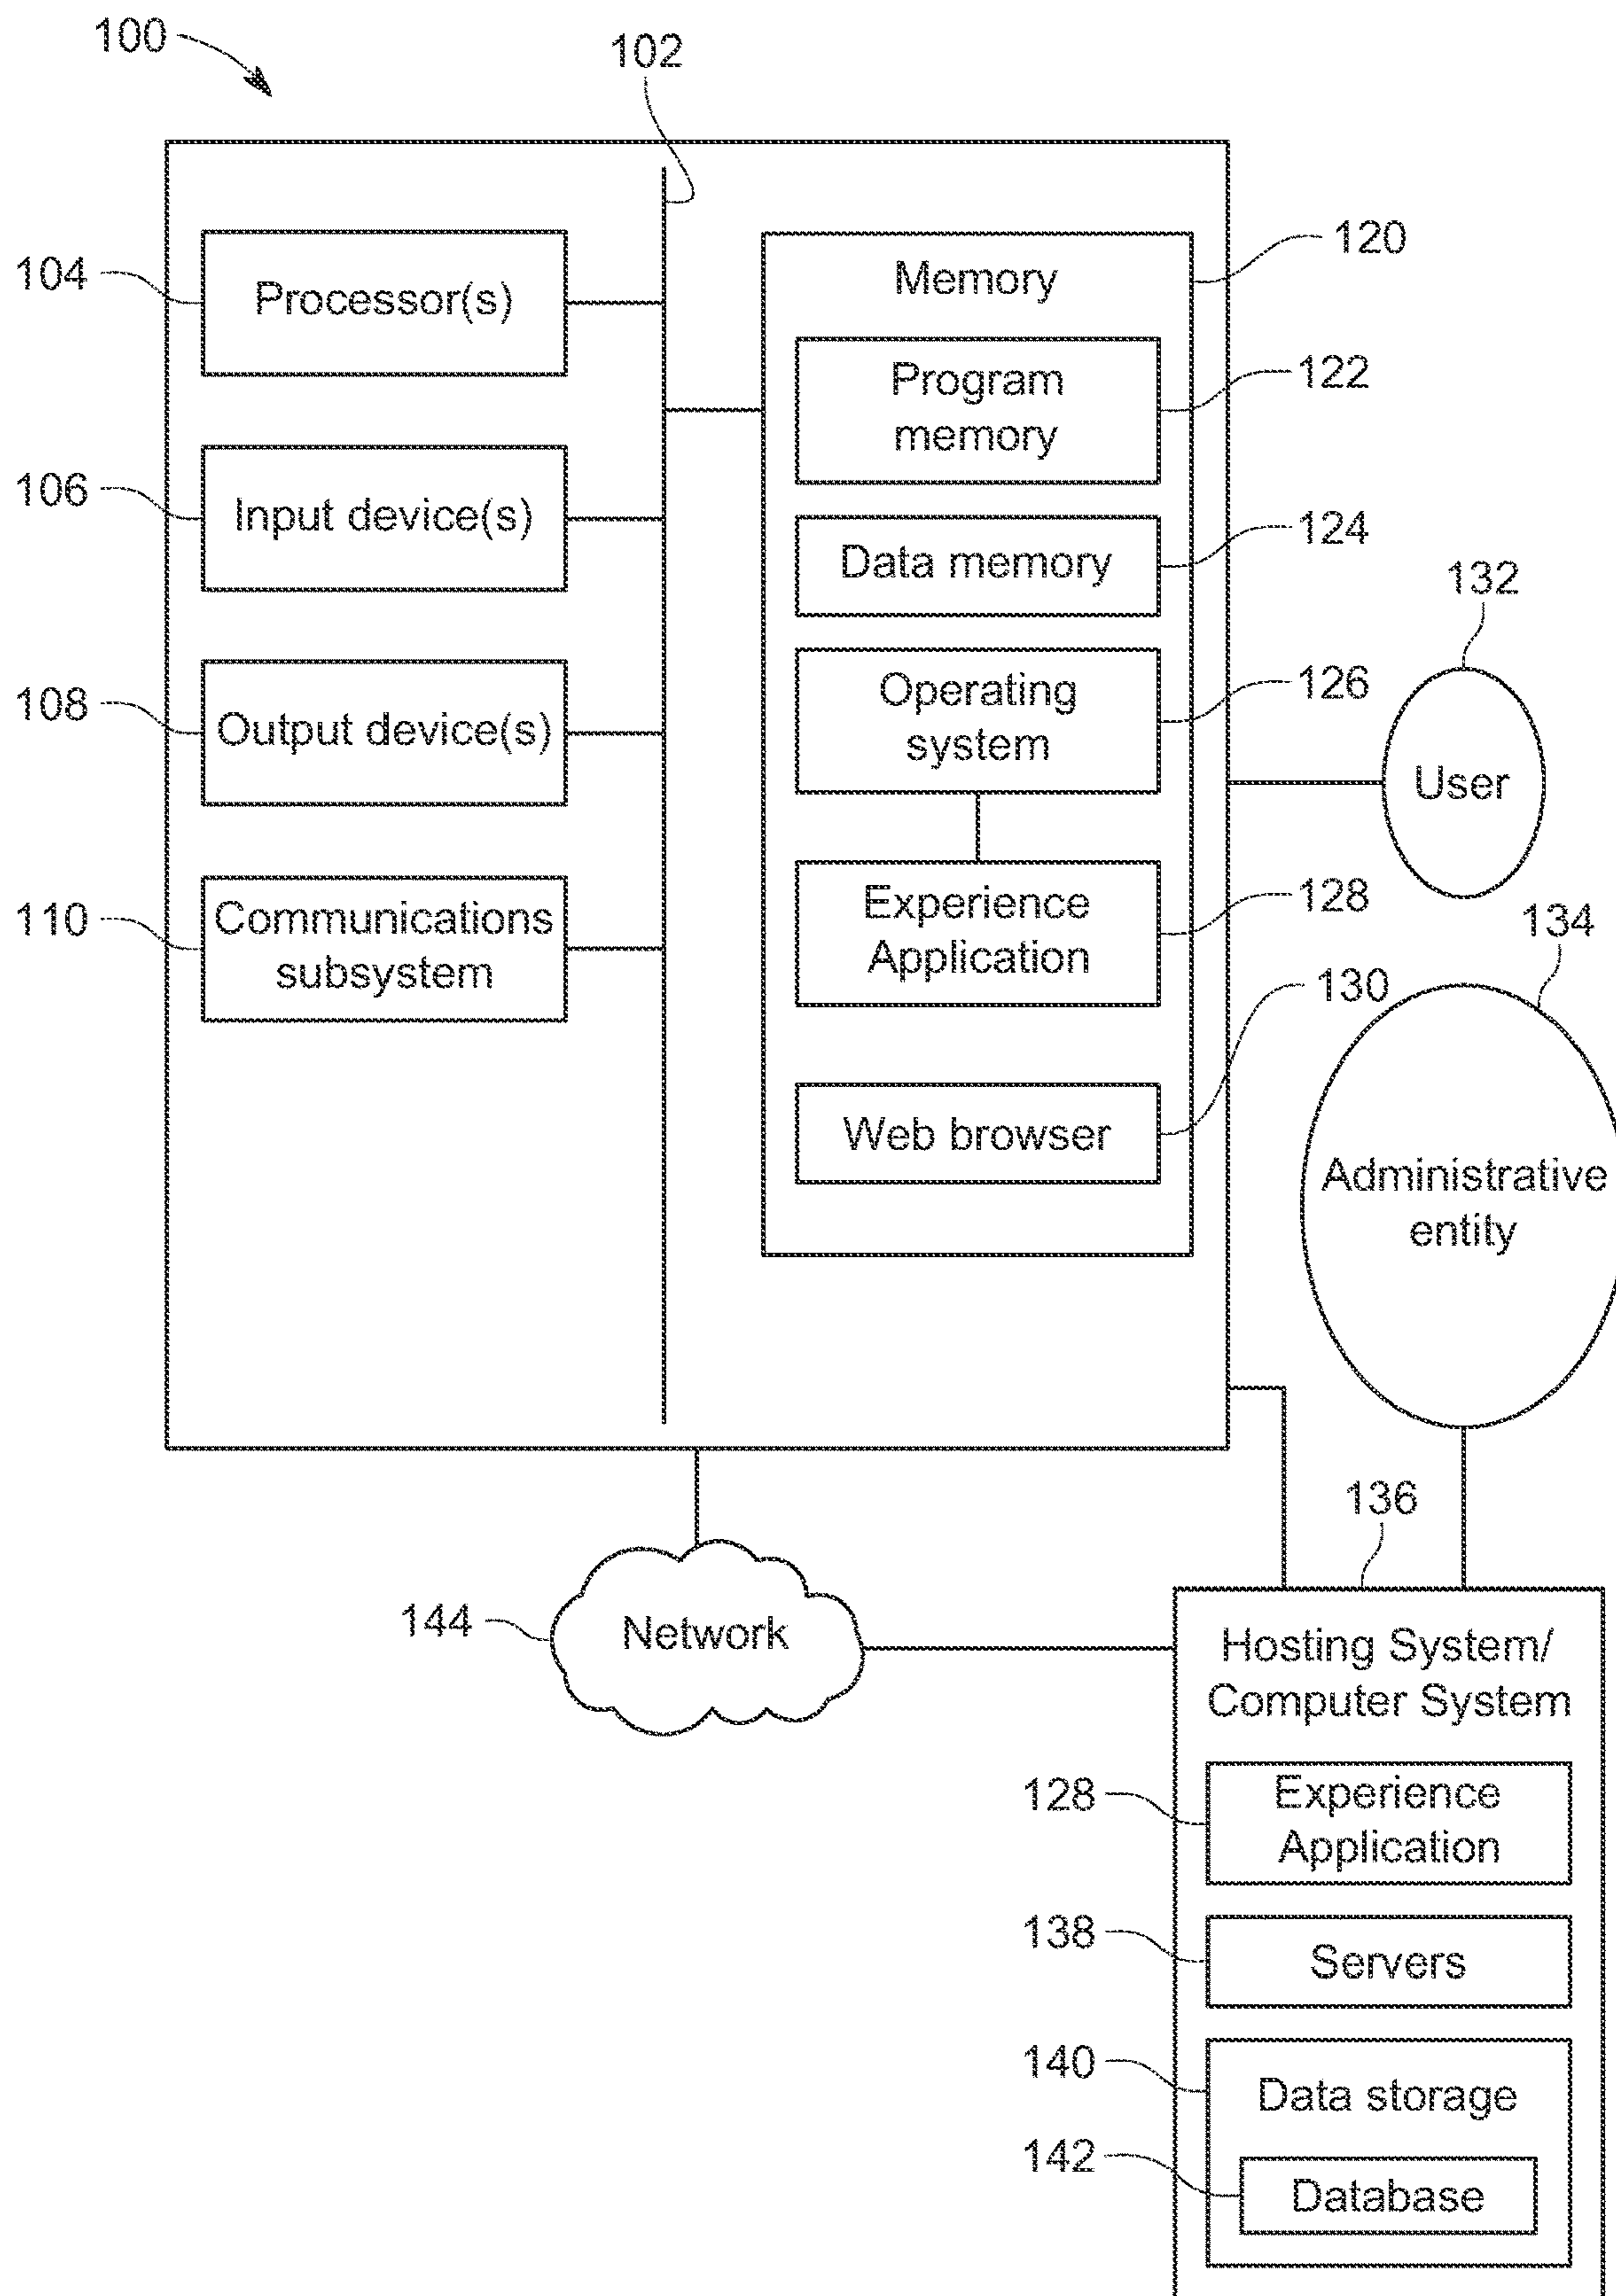 100
102
104
Processor(s)
106
Input device(s)
108
Output device(s)
110
Communications
subsystem
Memory
120
Program
memory
122
Data memory
124
Operating
system
126
Experience
Application
128
Web browser
130
132
User
134
Administrative
entity
136
144
Network
Hosting System/
Computer System
128
Experience
Application
138
Servers
140
Data storage
142
Database